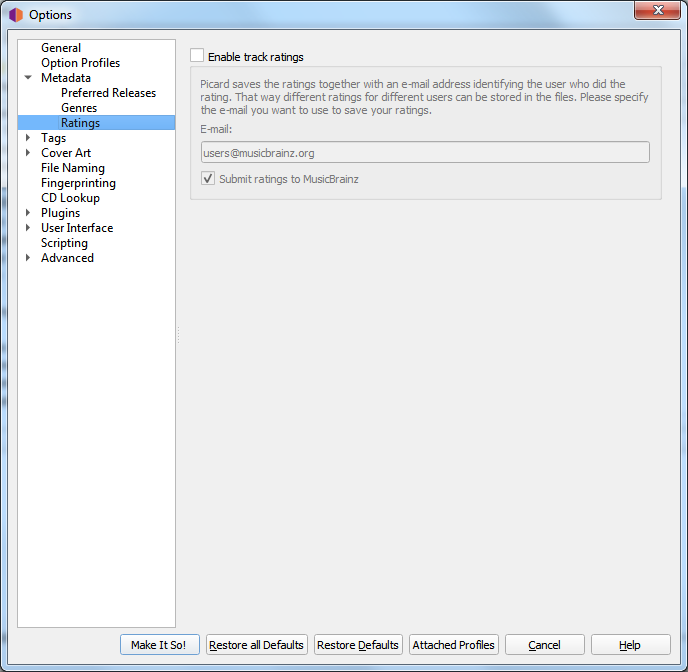 Options
General
Option Profiles
Metadata
Preferred Releases
Genres
Ratings
Tags
Cover Art
File Naming
Fingerprinting
CD Lookup
Plugins
User Interface
Scripting
Advanced
Enable track ratings
Picard saves the ratings together with an e-mail address identifying the user who did the
rating. That way different ratings for different users can be stored in the files. Please specify
the e-mail you want to use to save your ratings.
E-mail:
users@musicbrainz.org
Submit ratings to MusicBrainz
Make It So! Restore all Defaults Restore Defaults Attached Profiles Cancel Help